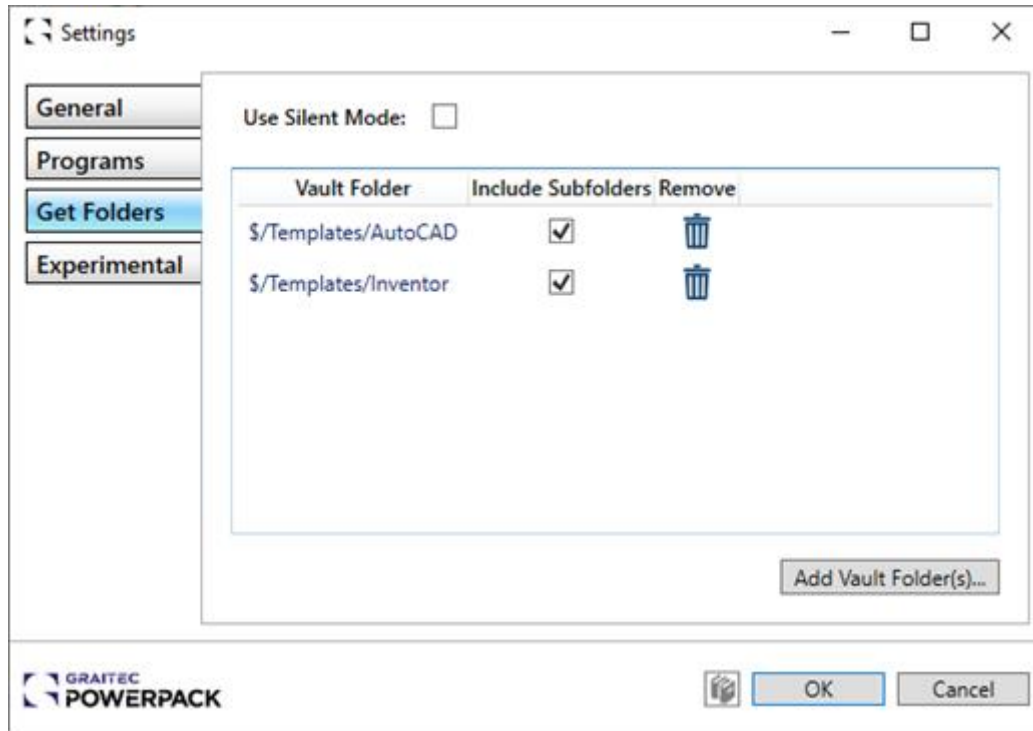 Settings
General
Programs
Get Folders
Experimental
Use Silent Mode:
Vault Folder Include Subfolders Remove
$/Templates/AutoCAD
$/Templates/Inventor
Add Vault Folder(s)...
GRAITEC
POWERPACK
OK Cancel